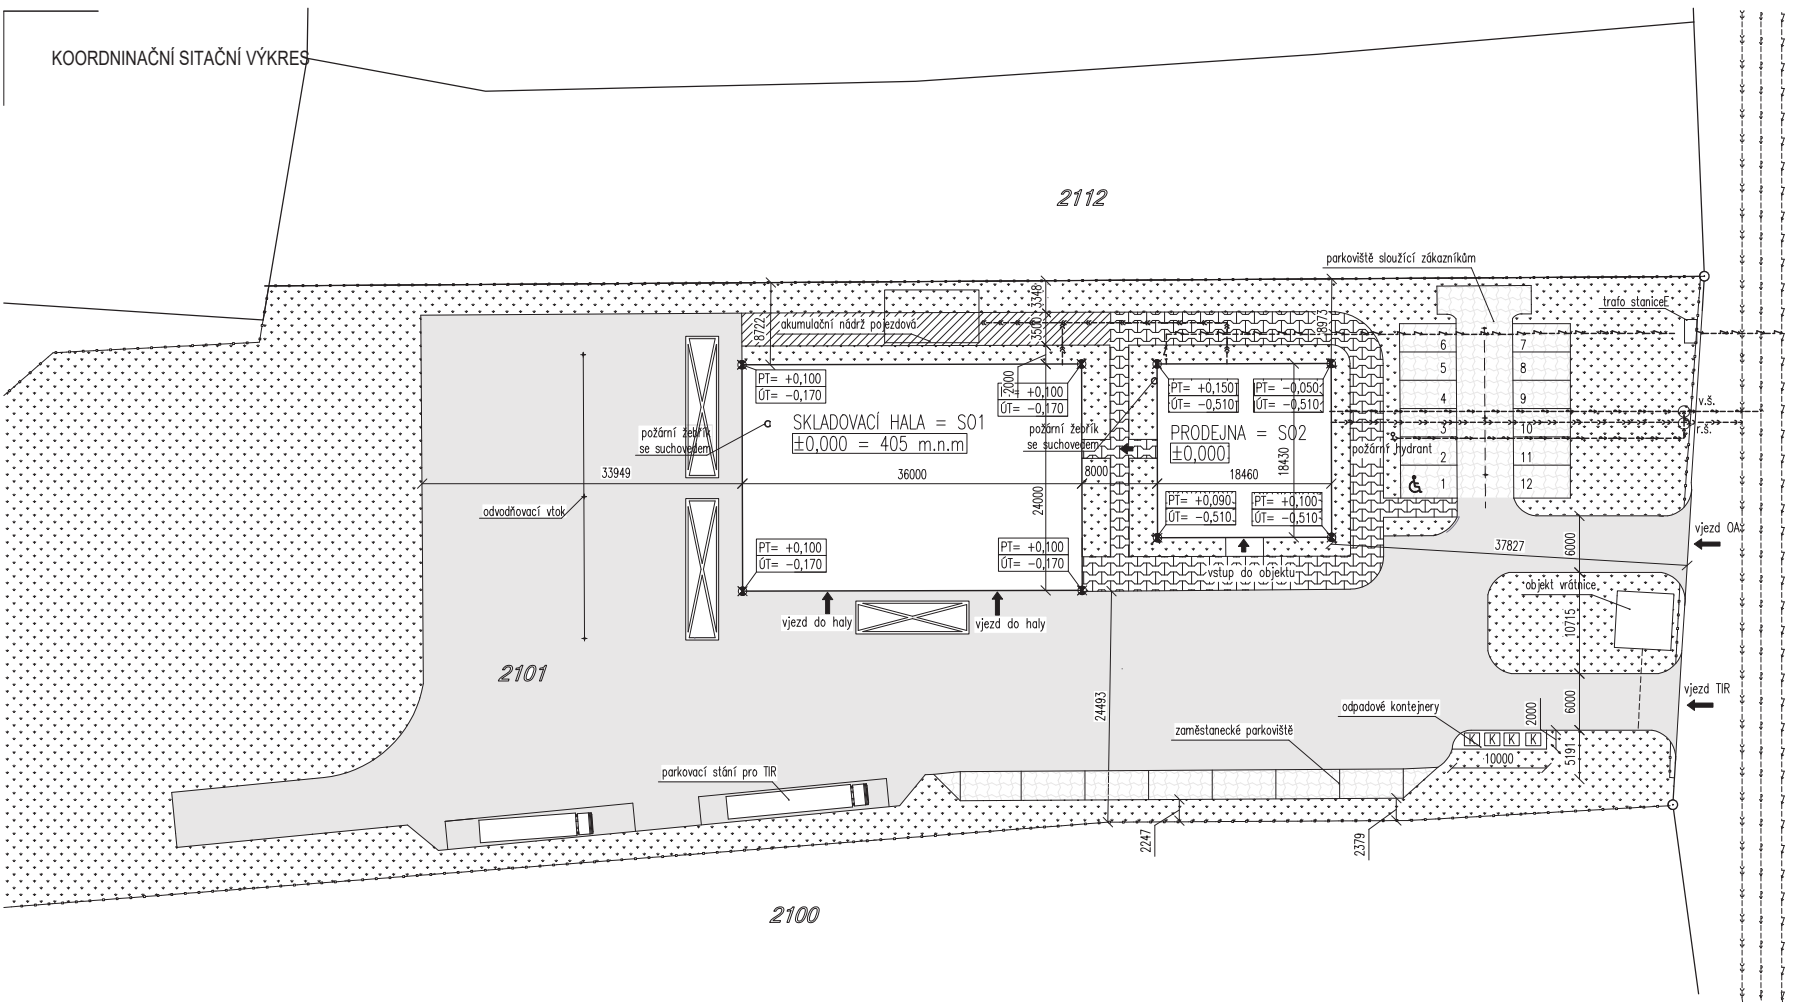 KOORDNINAČNÍ SITAČNÍ VÝKRES
2112
parkoviště sloužící zákazníkům
trafo staniceE
akumulační nádrž pojezdová
8722
3348
3500
2000
8973
6
5
4
3
2
1
7
8
9
10
11
12
v.š.
r.š.
PT= +0,100
ÚT= -0,170
+0,100
ÚT= -0,170
SKLADOVACÍ HALA = SO1
±0,000 = 405 m.n.m
požární žebřík
se suchovodem
požární žebřík
se suchovodem
PT= +0,150
ÚT= -0,510
PT= -0,050
ÚT= -0,510
PRODEJNA = SO2
±0,000
požární hydrant
33949
36000
8000
18460
18430
24000
odvodňovací vtok
PT= +0,090
ÚT= -0,510
PT= +0,100
ÚT= -0,510
PT= +0,100
ÚT= -0,170
PT= +0,100
ÚT= -0,170
vjezd OA
37827
6000
vstup do objektu
objekt vrátnice
vjezd do haly
vjezd do haly
10715
2101
24493
vjezd TIR
6000
2000
odpadové kontejnery
zaměstanecké parkoviště
K K K K
10000
5191
parkovací stání pro TIR
2247
2379
2100